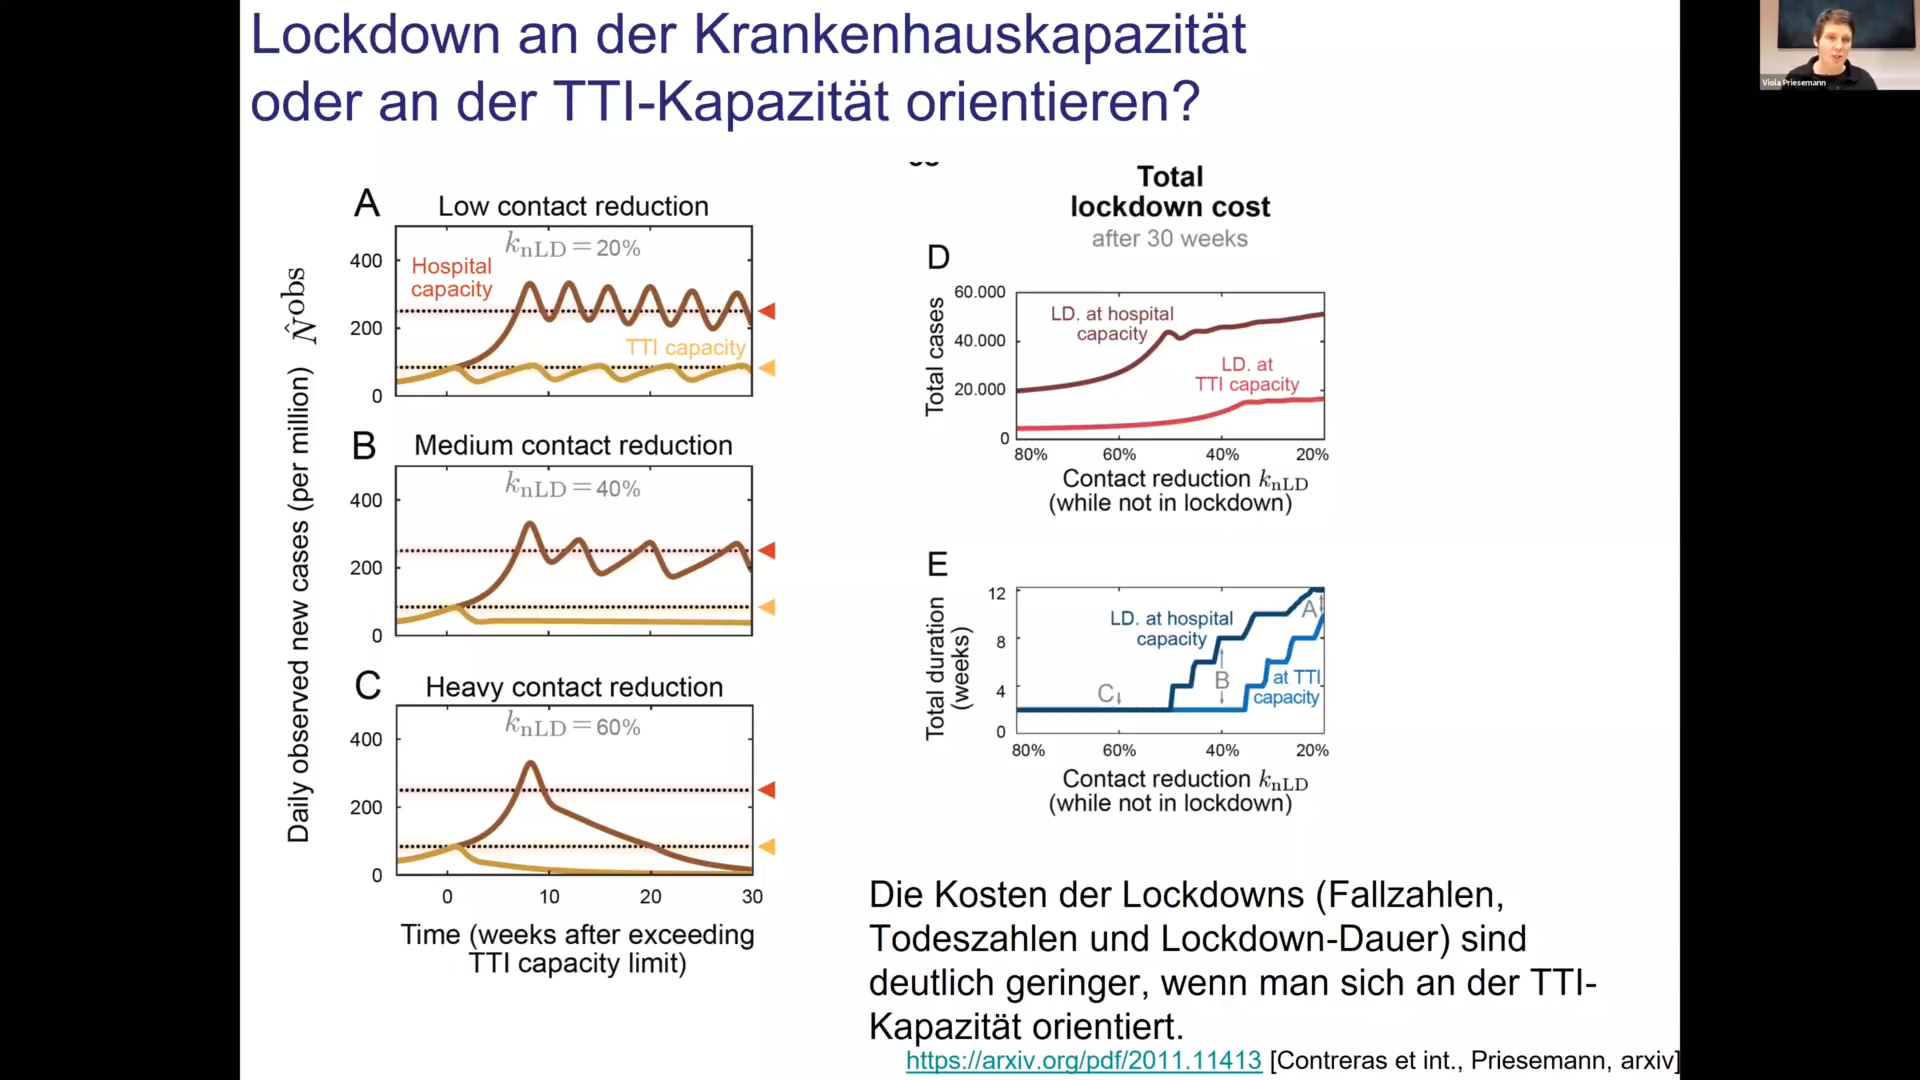 Lockdown an der Krankenhauskapazität
oder an der TTI-Kapazität orientieren?
Viola Priesemann
Daily observed new cases (per million) N̂ᵒᵇˢ
A
Low contact reduction
k_nLD = 20%
Hospital
capacity
TTI capacity
400
200
0
B
Medium contact reduction
k_nLD = 40%
400
200
0
C
Heavy contact reduction
k_nLD = 60%
400
200
0
0 10 20 30
Time (weeks after exceeding
TTI capacity limit)
Total
lockdown cost
after 30 weeks
D
Total cases
60.000
40.000
20.000
0
LD. at hospital
capacity
LD. at
TTI capacity
80% 60% 40% 20%
Contact reduction k_nLD
(while not in lockdown)
E
Total duration
(weeks)
12
8
4
0
LD. at hospital
capacity
A
B
C
at TTI
capacity
80% 60% 40% 20%
Contact reduction k_nLD
(while not in lockdown)
Die Kosten der Lockdowns (Fallzahlen,
Todeszahlen und Lockdown-Dauer) sind
deutlich geringer, wenn man sich an der TTI-
Kapazität orientiert.
https://arxiv.org/pdf/2011.11413 [Contreras et int., Priesemann, arxiv]